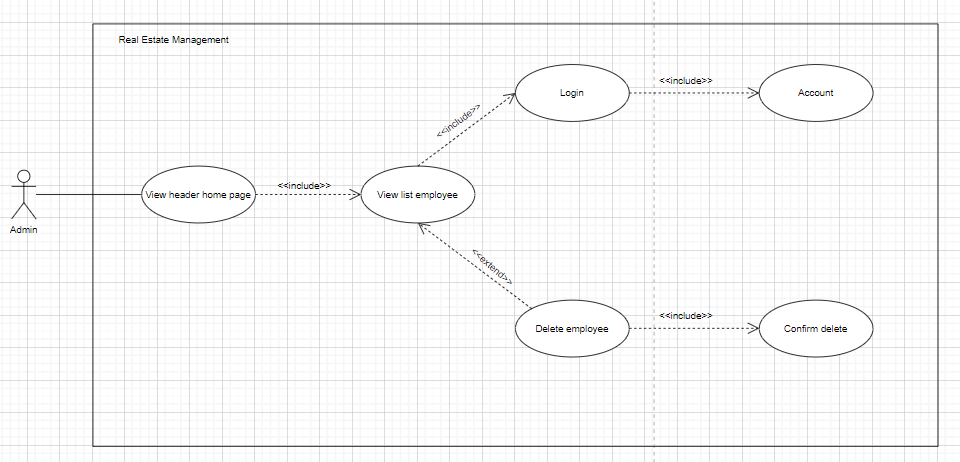 Real Estate Management
Login
<<include>>
Account
<<include>>
View header home page
<<include>>
View list employee
Admin
<<extend>>
Delete employee
<<include>>
Confirm delete